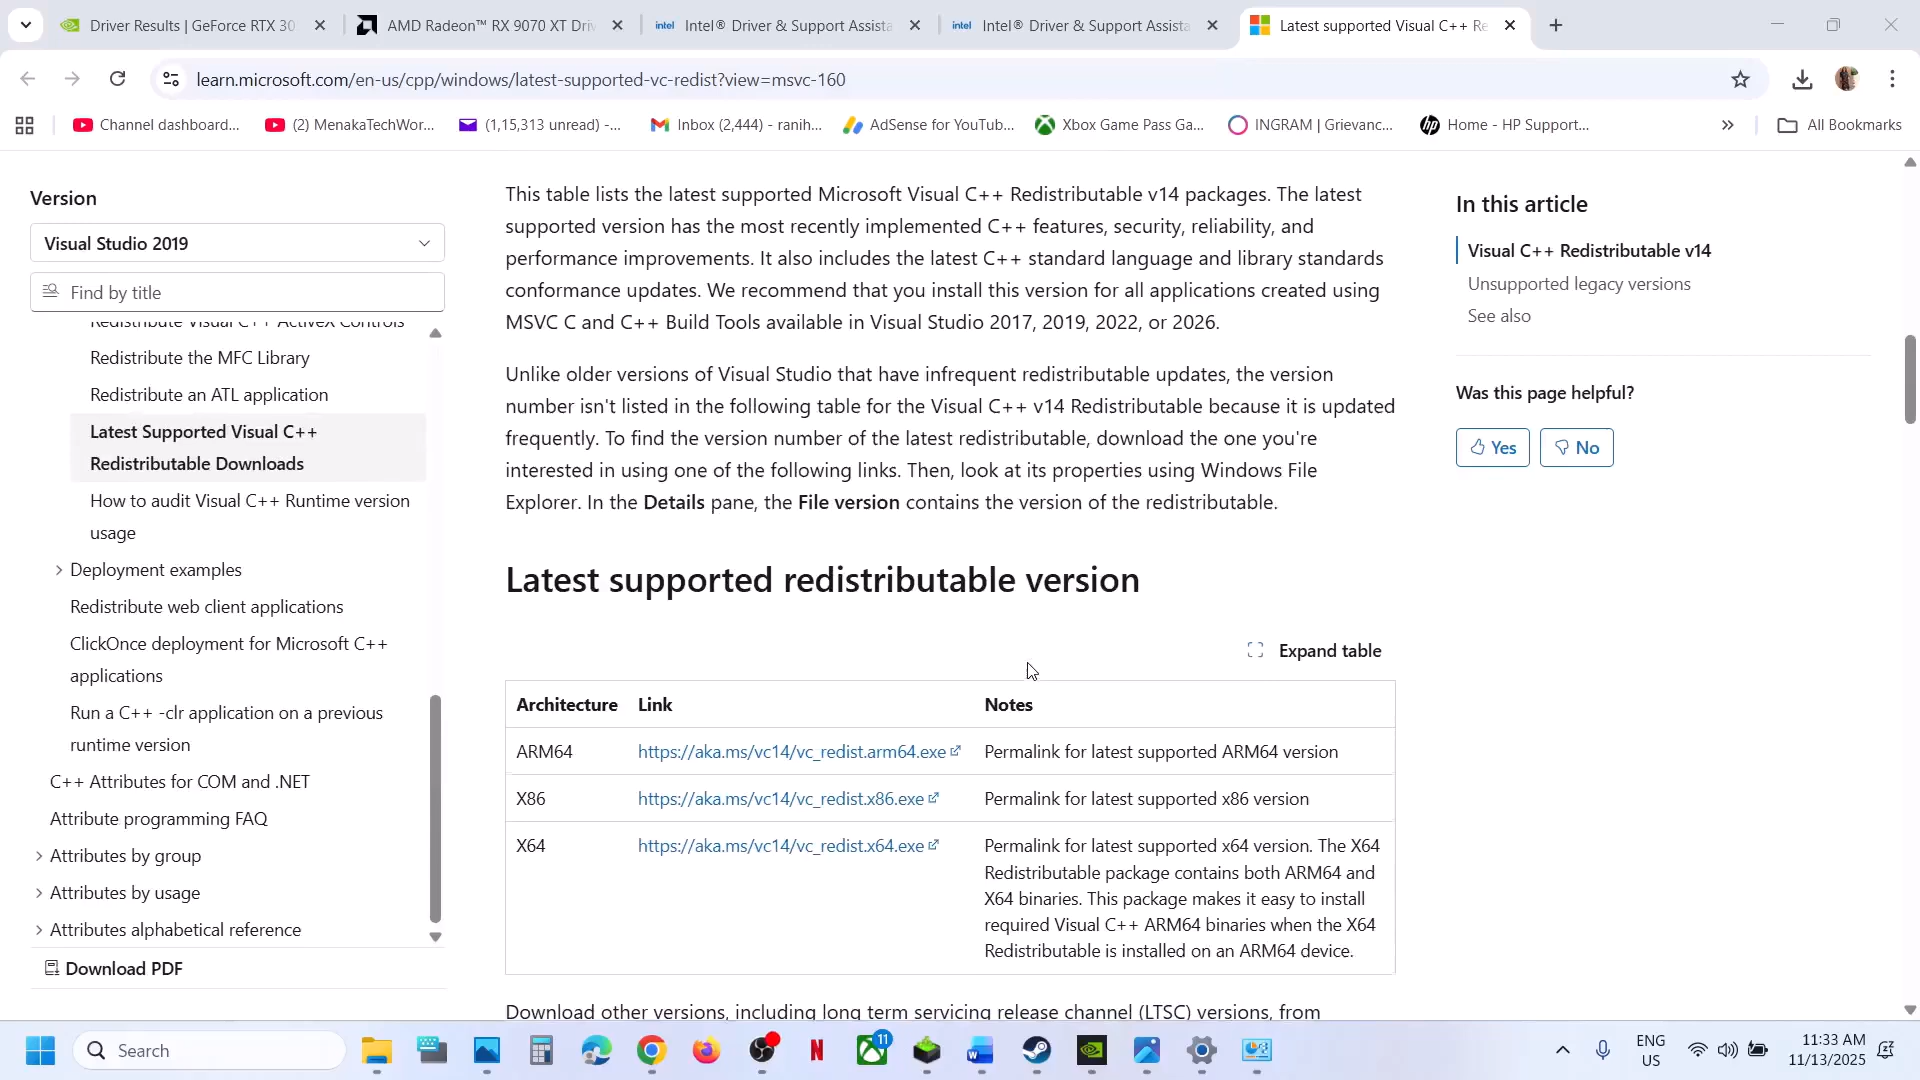 Driver Results | GeForce RTX 30
AMD Radeon™ RX 9070 XT Driv
intel Intel® Driver & Support Assista
intel Intel® Driver & Support Assista
Latest supported Visual C++ Re
learn.microsoft.com/en-us/cpp/windows/latest-supported-vc-redist?view=msvc-160
Channel dashboard...
(2) MenakaTechWor...
(1,15,313 unread) -...
Inbox (2,444) - ranih...
AdSense for YouTub...
Xbox Game Pass Ga...
INGRAM | Grievanc...
Home - HP Support...
All Bookmarks
Version
Visual Studio 2019
Find by title
Redistribute Visual C++ ActiveX Controls
Redistribute the MFC Library
Redistribute an ATL application
Latest Supported Visual C++
Redistributable Downloads
How to audit Visual C++ Runtime version
usage
Deployment examples
Redistribute web client applications
ClickOnce deployment for Microsoft C++
applications
Run a C++ -clr application on a previous
runtime version
C++ Attributes for COM and .NET
Attribute programming FAQ
Attributes by group
Attributes by usage
Attributes alphabetical reference
Download PDF
This table lists the latest supported Microsoft Visual C++ Redistributable v14 packages. The latest
supported version has the most recently implemented C++ features, security, reliability, and
performance improvements. It also includes the latest C++ standard language and library standards
conformance updates. We recommend that you install this version for all applications created using
MSVC C and C++ Build Tools available in Visual Studio 2017, 2019, 2022, or 2026.
Unlike older versions of Visual Studio that have infrequent redistributable updates, the version
number isn't listed in the following table for the Visual C++ v14 Redistributable because it is updated
frequently. To find the version number of the latest redistributable, download the one you're
interested in using one of the following links. Then, look at its properties using Windows File
Explorer. In the Details pane, the File version contains the version of the redistributable.
Latest supported redistributable version
Expand table
Architecture Link Notes
ARM64 https://aka.ms/vc14/vc_redist.arm64.exe Permalink for latest supported ARM64 version
X86 https://aka.ms/vc14/vc_redist.x86.exe Permalink for latest supported x86 version
X64 https://aka.ms/vc14/vc_redist.x64.exe Permalink for latest supported x64 version. The X64
Redistributable package contains both ARM64 and
X64 binaries. This package makes it easy to install
required Visual C++ ARM64 binaries when the X64
Redistributable is installed on an ARM64 device.
Download other versions, including long term servicing release channel (LTSC) versions, from
In this article
Visual C++ Redistributable v14
Unsupported legacy versions
See also
Was this page helpful?
Yes
No
Search
11
ENG
US
11:33 AM
11/13/2025